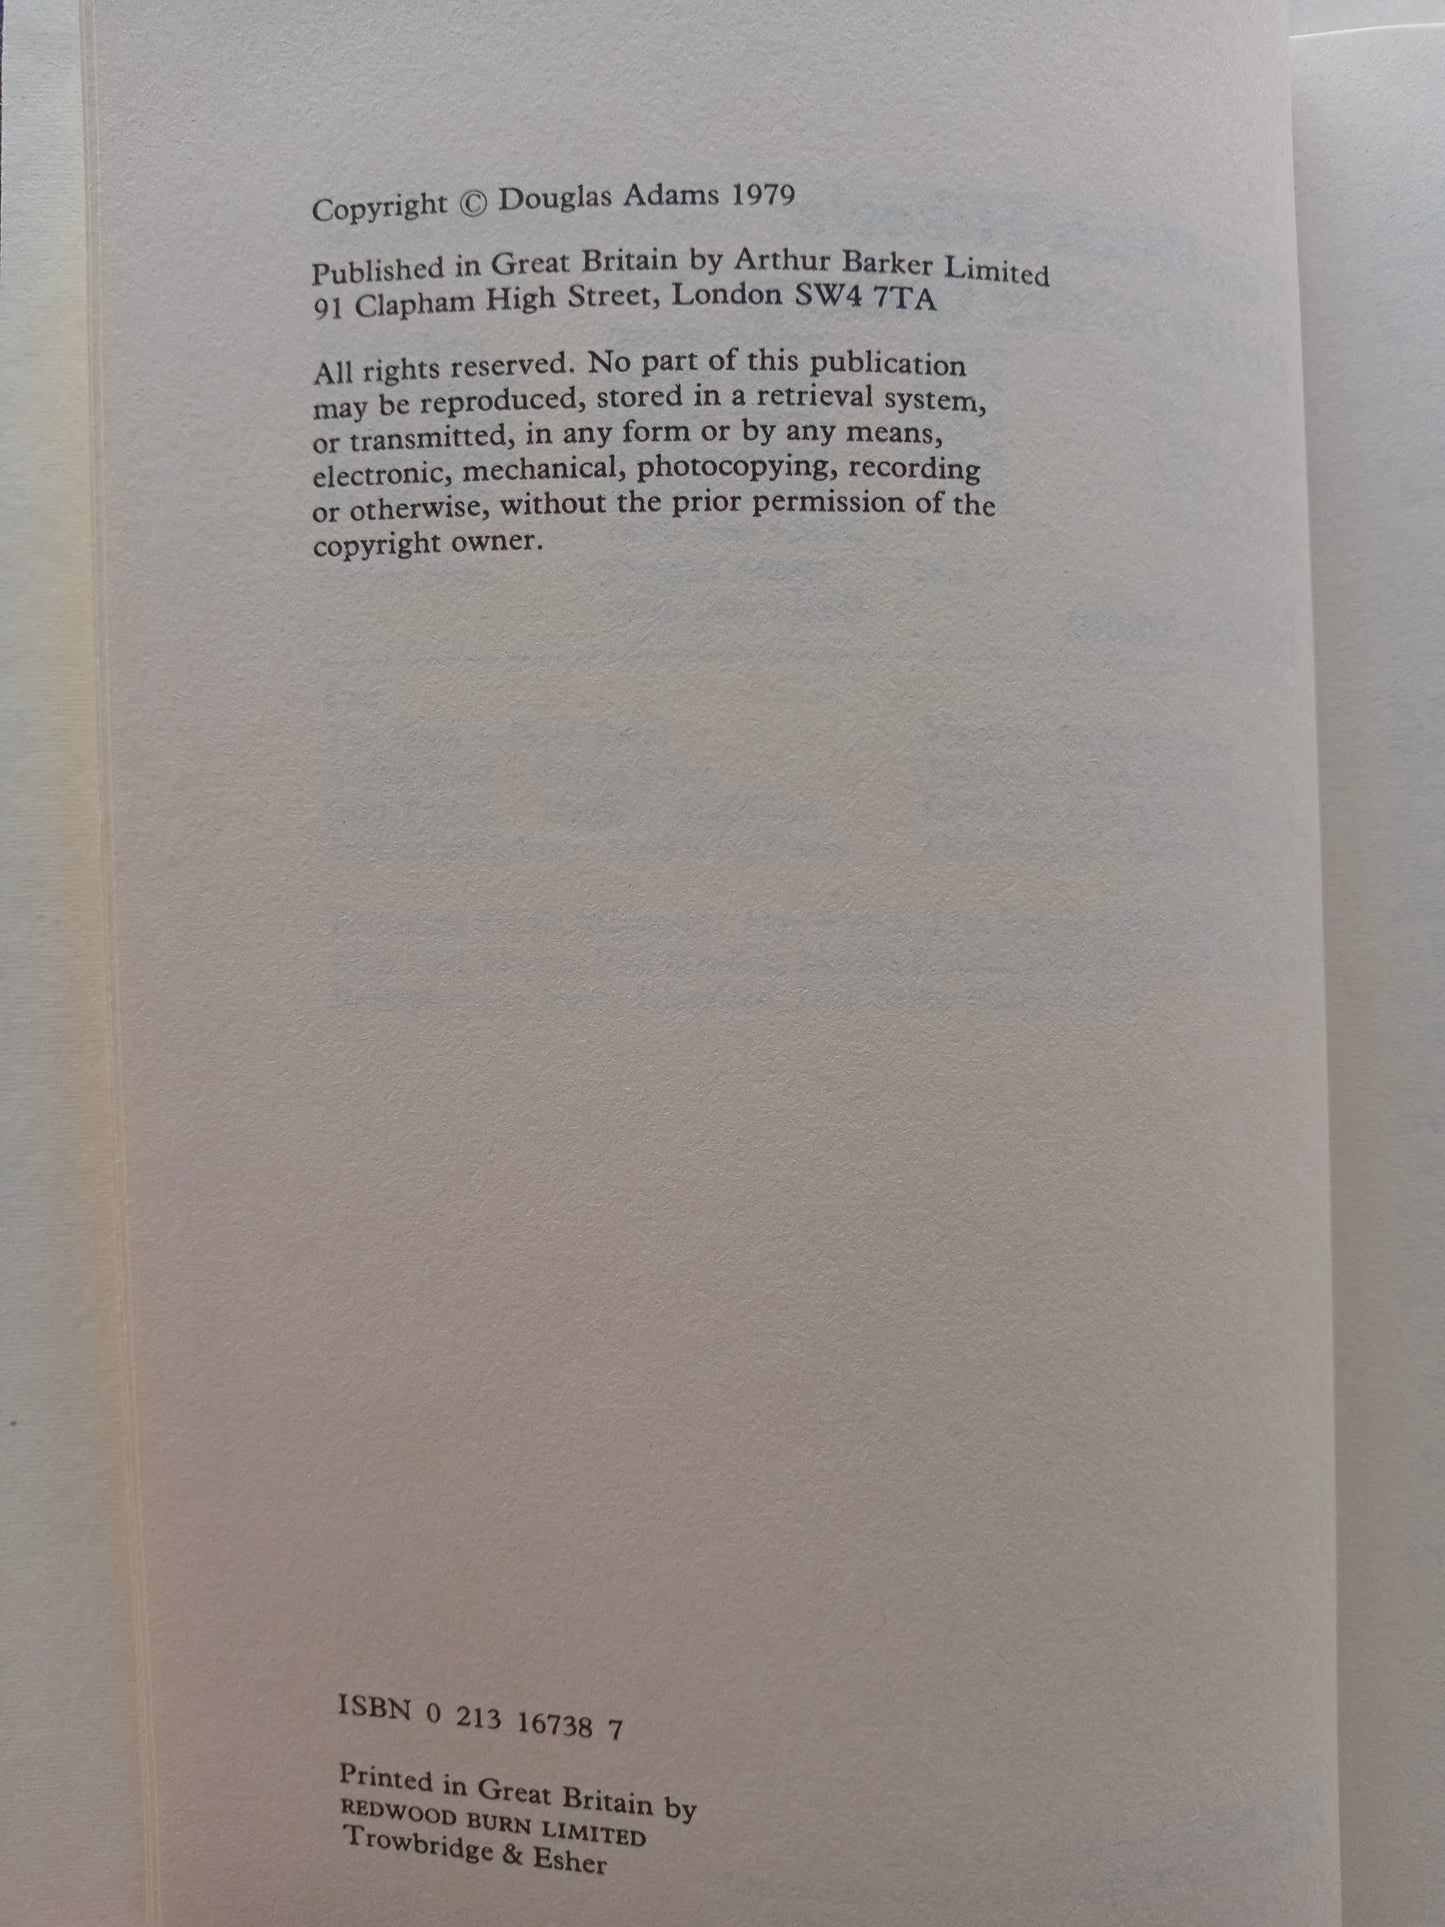 Copyright © Douglas Adams 1979
Published in Great Britain by Arthur Barker Limited
91 Clapham High Street, London SW4 7TA
All rights reserved. No part of this publication
may be reproduced, stored in a retrieval system,
or transmitted, in any form or by any means,
electronic, mechanical, photocopying, recording
or otherwise, without the prior permission of the
copyright owner.
ISBN 0 213 16738 7
Printed in Great Britain by
REDWOOD BURN LIMITED
Trowbridge & Esher